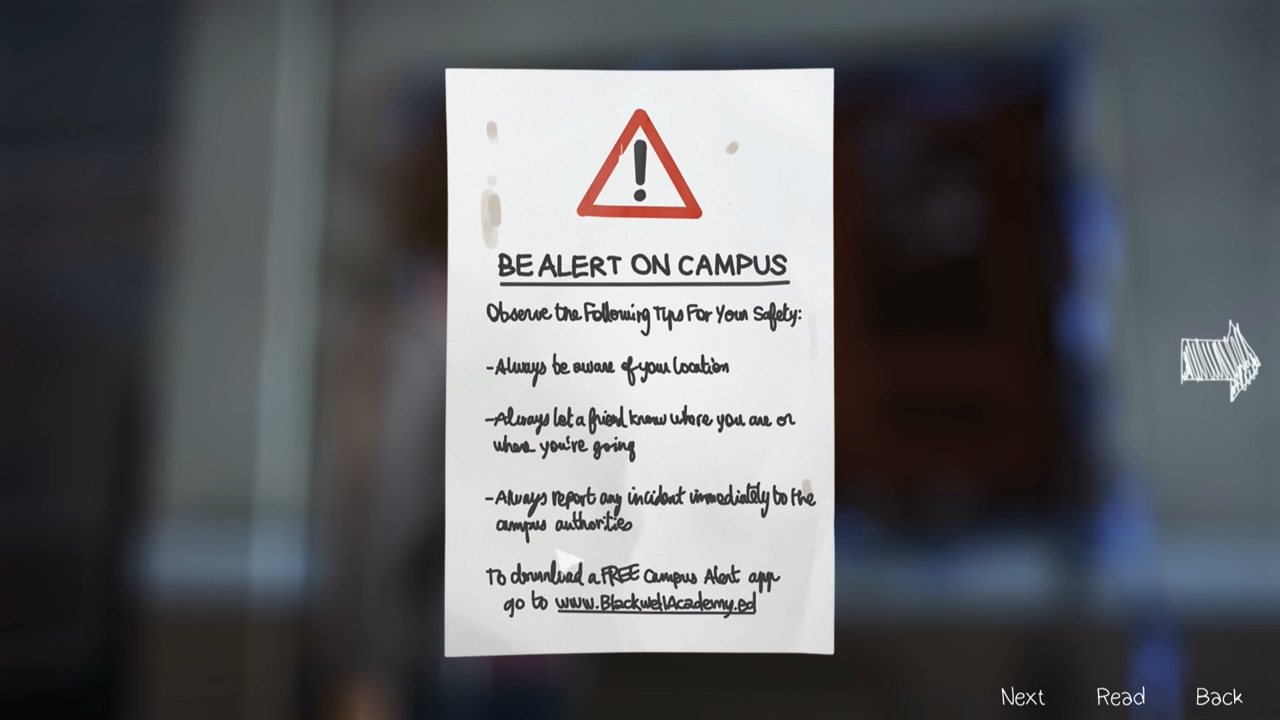 !
BE ALERT ON CAMPUS
Observe the Following Tips For Your Safety:
-Always be aware of your location
-Always let a friend know where you are or
where you're going
-Always report any incident immediately to the
campus authorities
To download a FREE Campus Alert app
go to www.BlackwellAcademy.ed
Next Read Back